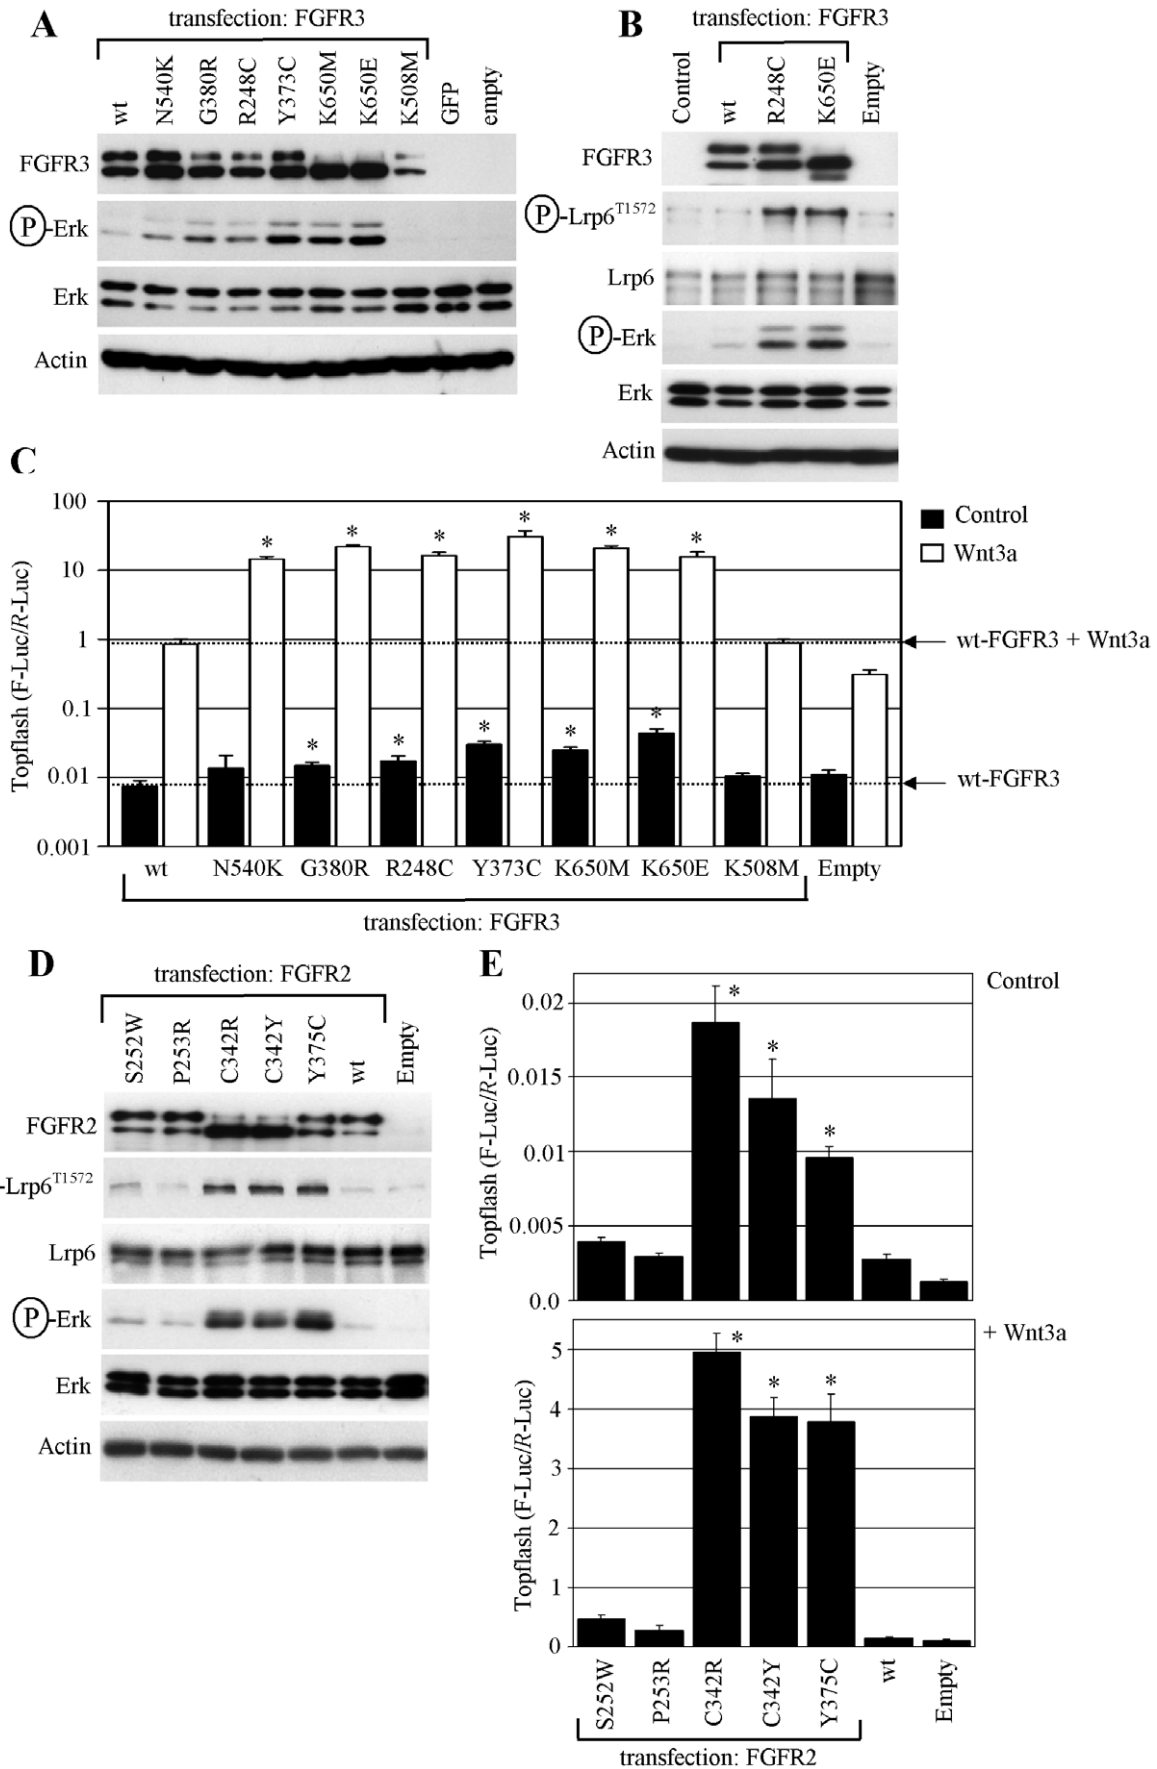 A
transfection: FGFR3
wt N540K G380R R248C Y373C K650M K650E K508M GFP empty
FGFR3
P-Erk
Erk
Actin
B
transfection: FGFR3
Control wt R248C K650E Empty
FGFR3
P-Lrp6T1572
Lrp6
P-Erk
Erk
Actin
C
Topflash (F-Luc/R-Luc)
100
10
1
0.1
0.01
0.001
* * * * * *
* * * * *
Control
Wnt3a
wt-FGFR3 + Wnt3a
wt-FGFR3
wt N540K G380R R248C Y373C K650M K650E K508M Empty
transfection: FGFR3
D
transfection: FGFR2
S252W P253R C342R C342Y Y375C wt Empty
FGFR2
-Lrp6T1572
Lrp6
P-Erk
Erk
Actin
E
Control
Topflash (F-Luc/R-Luc)
0.02
0.015
0.01
0.005
0.0
* * *
+ Wnt3a
Topflash (F-Luc/R-Luc)
5
4
3
2
1
0
* * *
S252W P253R C342R C342Y Y375C wt Empty
transfection: FGFR2